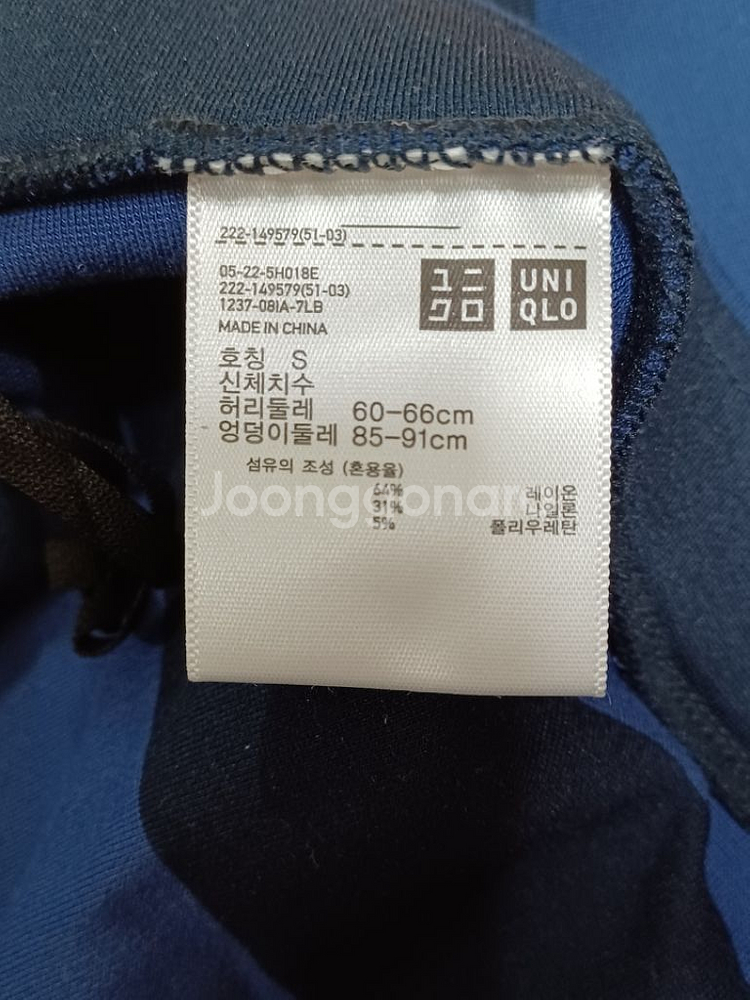 222-149579(51-03)
05-22-5H018E
222-149579(51-03)
1237-08IA-7LB
MADE IN CHINA
ユニ
クロ
UNI
QLO
호칭 S
신체치수
허리둘레 60-66cm
엉덩이둘레 85-91cm
섬유의 조성 (혼용율)
64% 레이온
31% 나일론
5% 폴리우레탄
Joonggonara